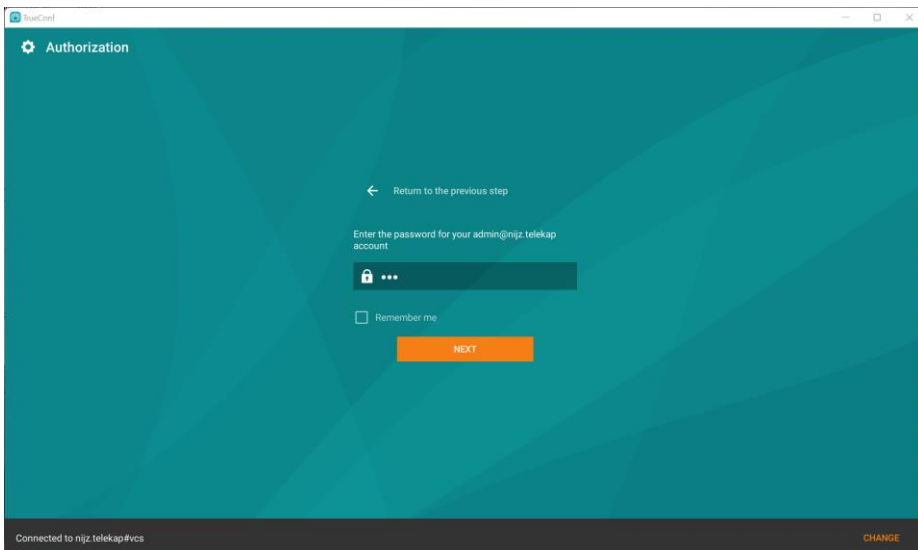 TrueConf
Authorization
Return to the previous step
Enter the password for your admin@nijz.telekap
account
•••
Remember me
NEXT
Connected to nijz.telekap#vcs
CHANGE